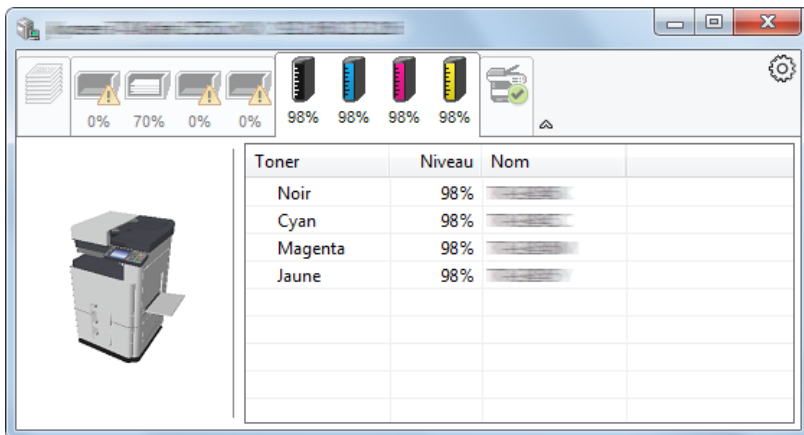 0% 70% 0% 0% 98% 98% 98% 98%
Toner Niveau Nom
Noir 98%
Cyan 98%
Magenta 98%
Jaune 98%